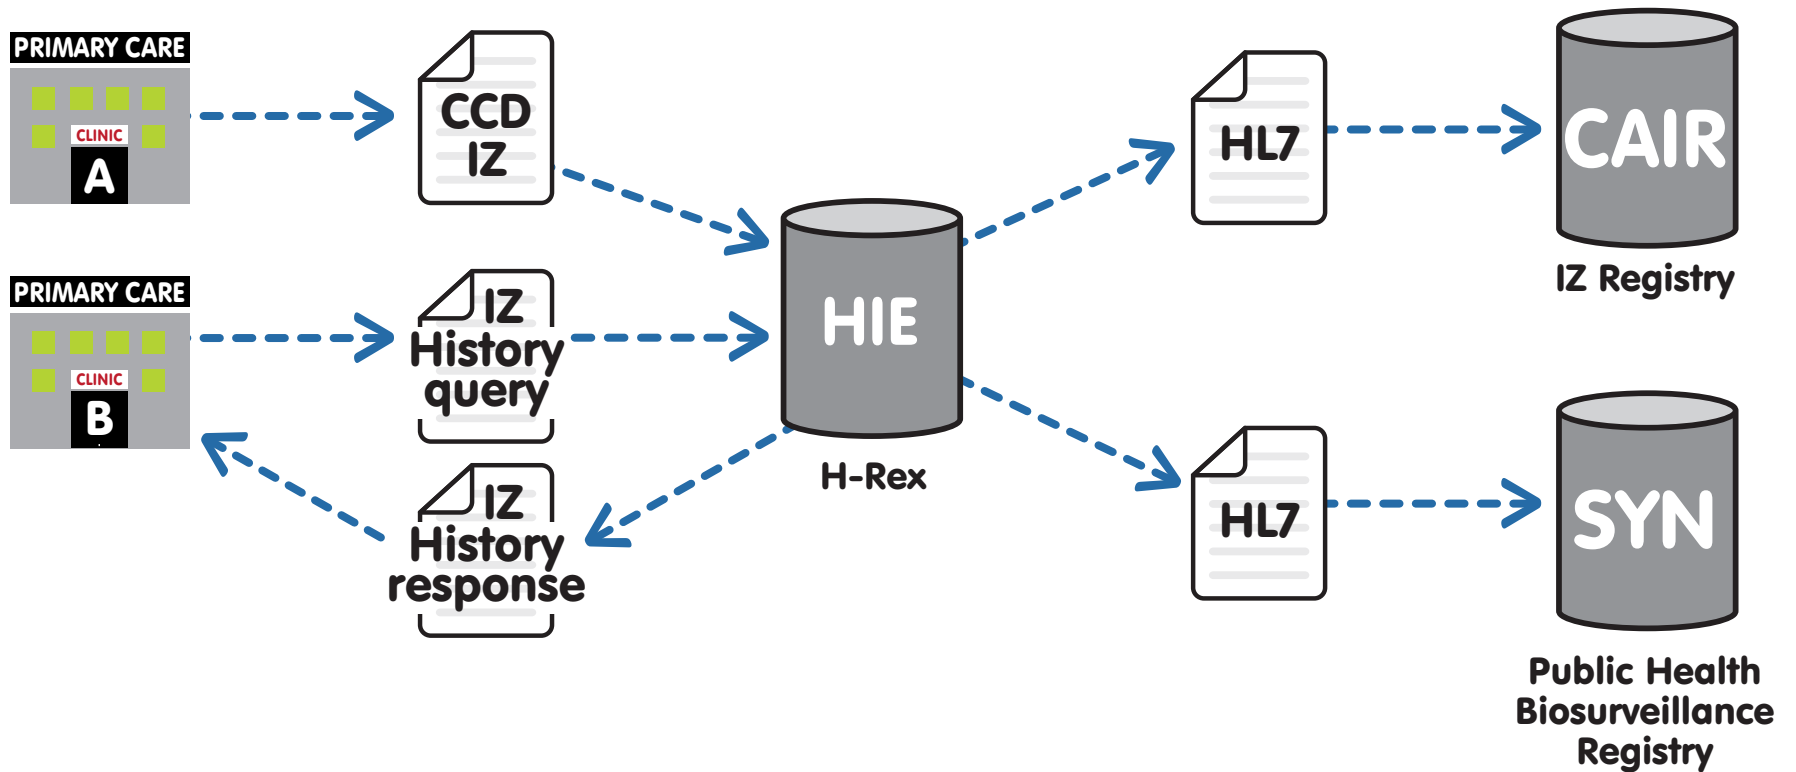 PRIMARY CARE
CLINIC
A
CCD
IZ
PRIMARY CARE
CLINIC
B
IZ
History
query
IZ
History
response
HIE
H-Rex
HL7
CAIR
IZ Registry
HL7
SYN
Public Health
Biosurveillance
Registry